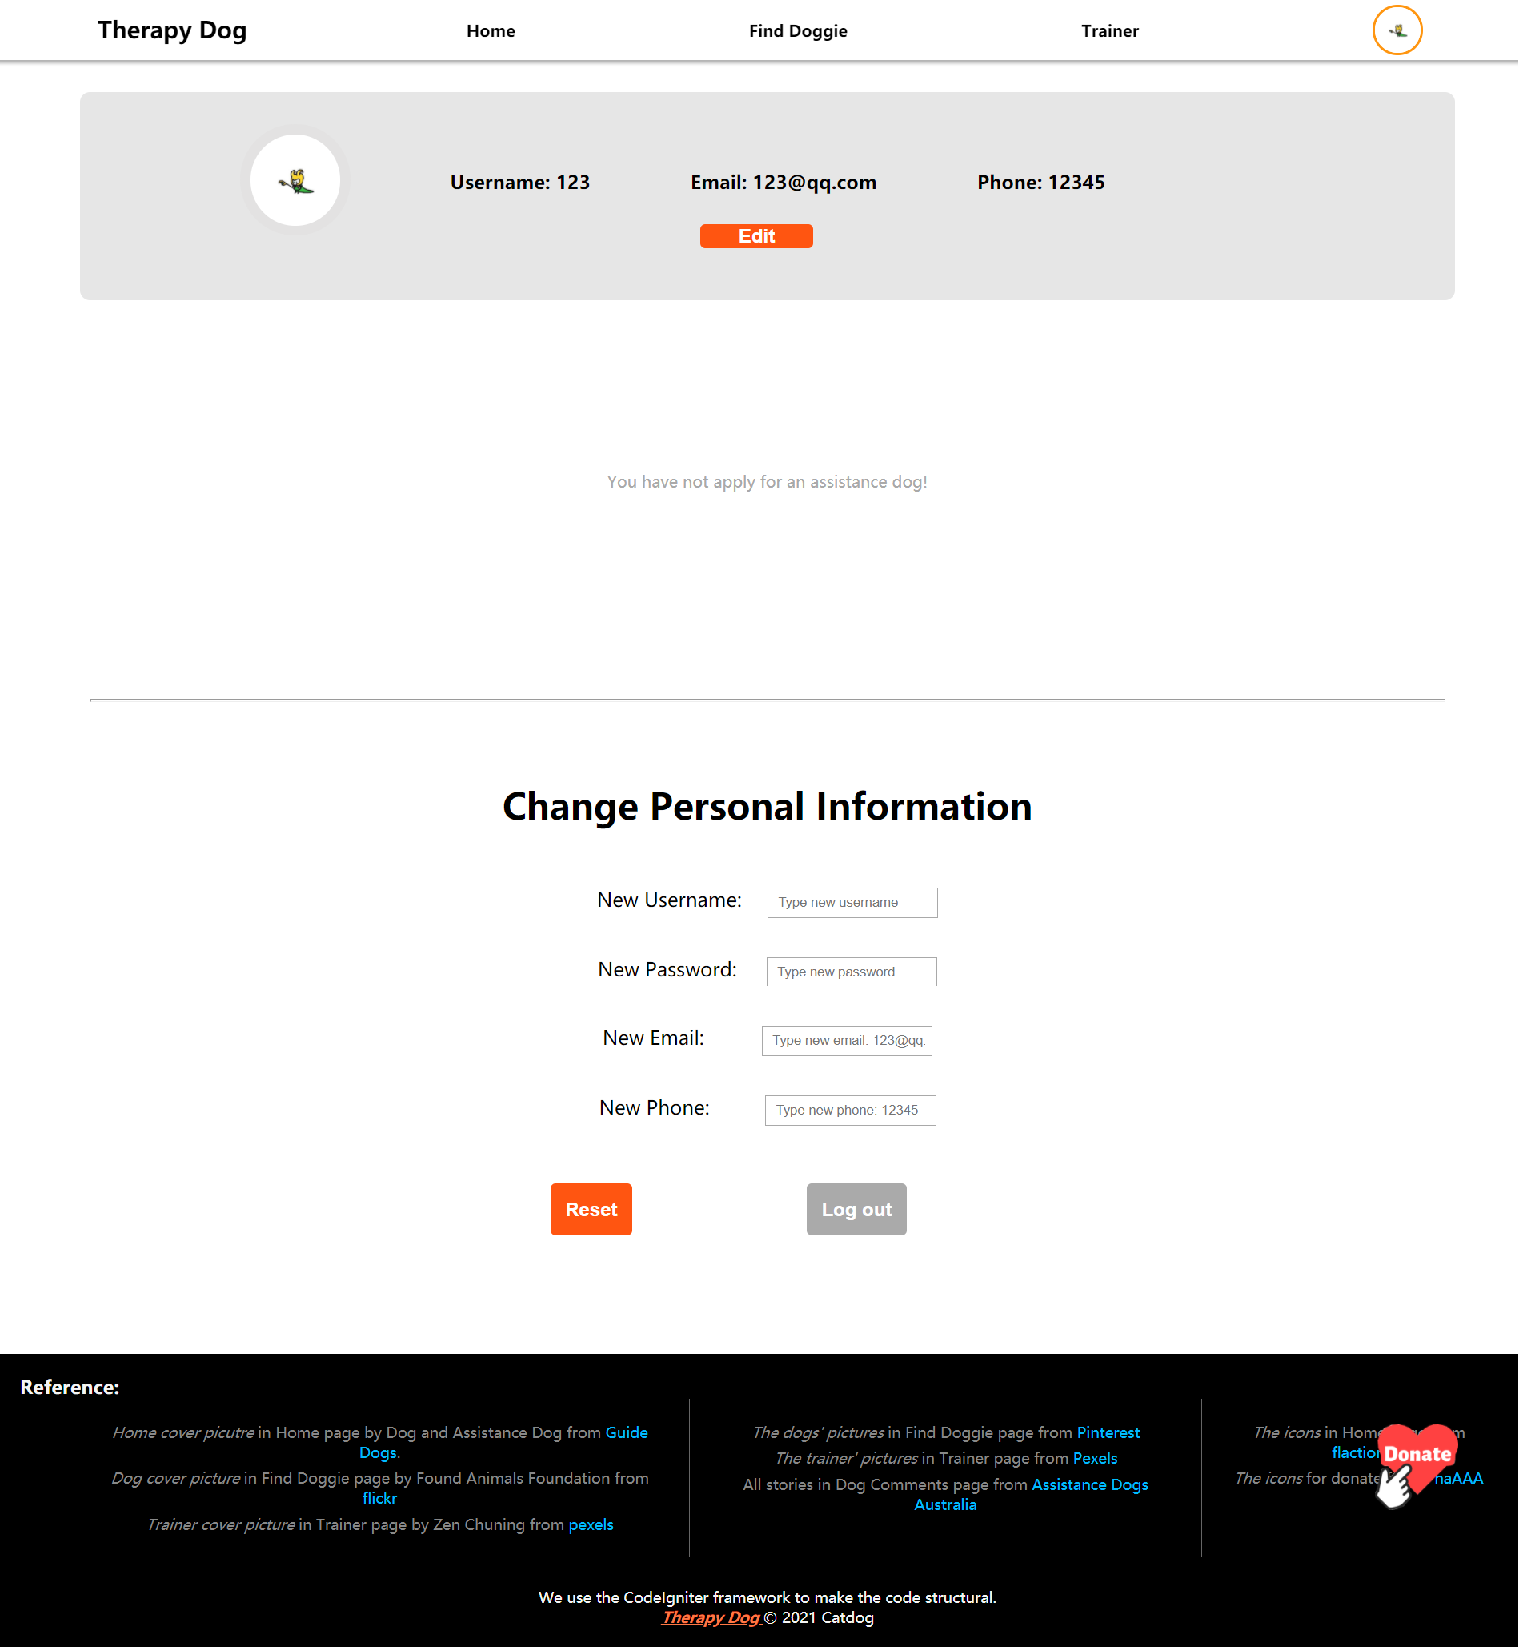 Therapy Dog
Home
Find Doggie
Trainer
Username: 123
Email: 123@qq.com
Phone: 12345
Edit
You have not apply for an assistance dog!
Change Personal Information
New Username:
Type new username
New Password:
Type new password
New Email:
Type new email: 123@qq.
New Phone:
Type new phone: 12345
Reset
Log out
Reference:
Home cover picutre in Home page by Dog and Assistance Dog from Guide
Dogs.
Dog cover picture in Find Doggie page by Found Animals Foundation from
flickr
Trainer cover picture in Trainer page by Zen Chuning from pexels
The dogs' pictures in Find Doggie page from Pinterest
The trainer' pictures in Trainer page from Pexels
All stories in Dog Comments page from Assistance Dogs
Australia
The icons in Home
The icons for donate
Donate
We use the CodeIgniter framework to make the code structural.
Therapy Dog © 2021 Catdog